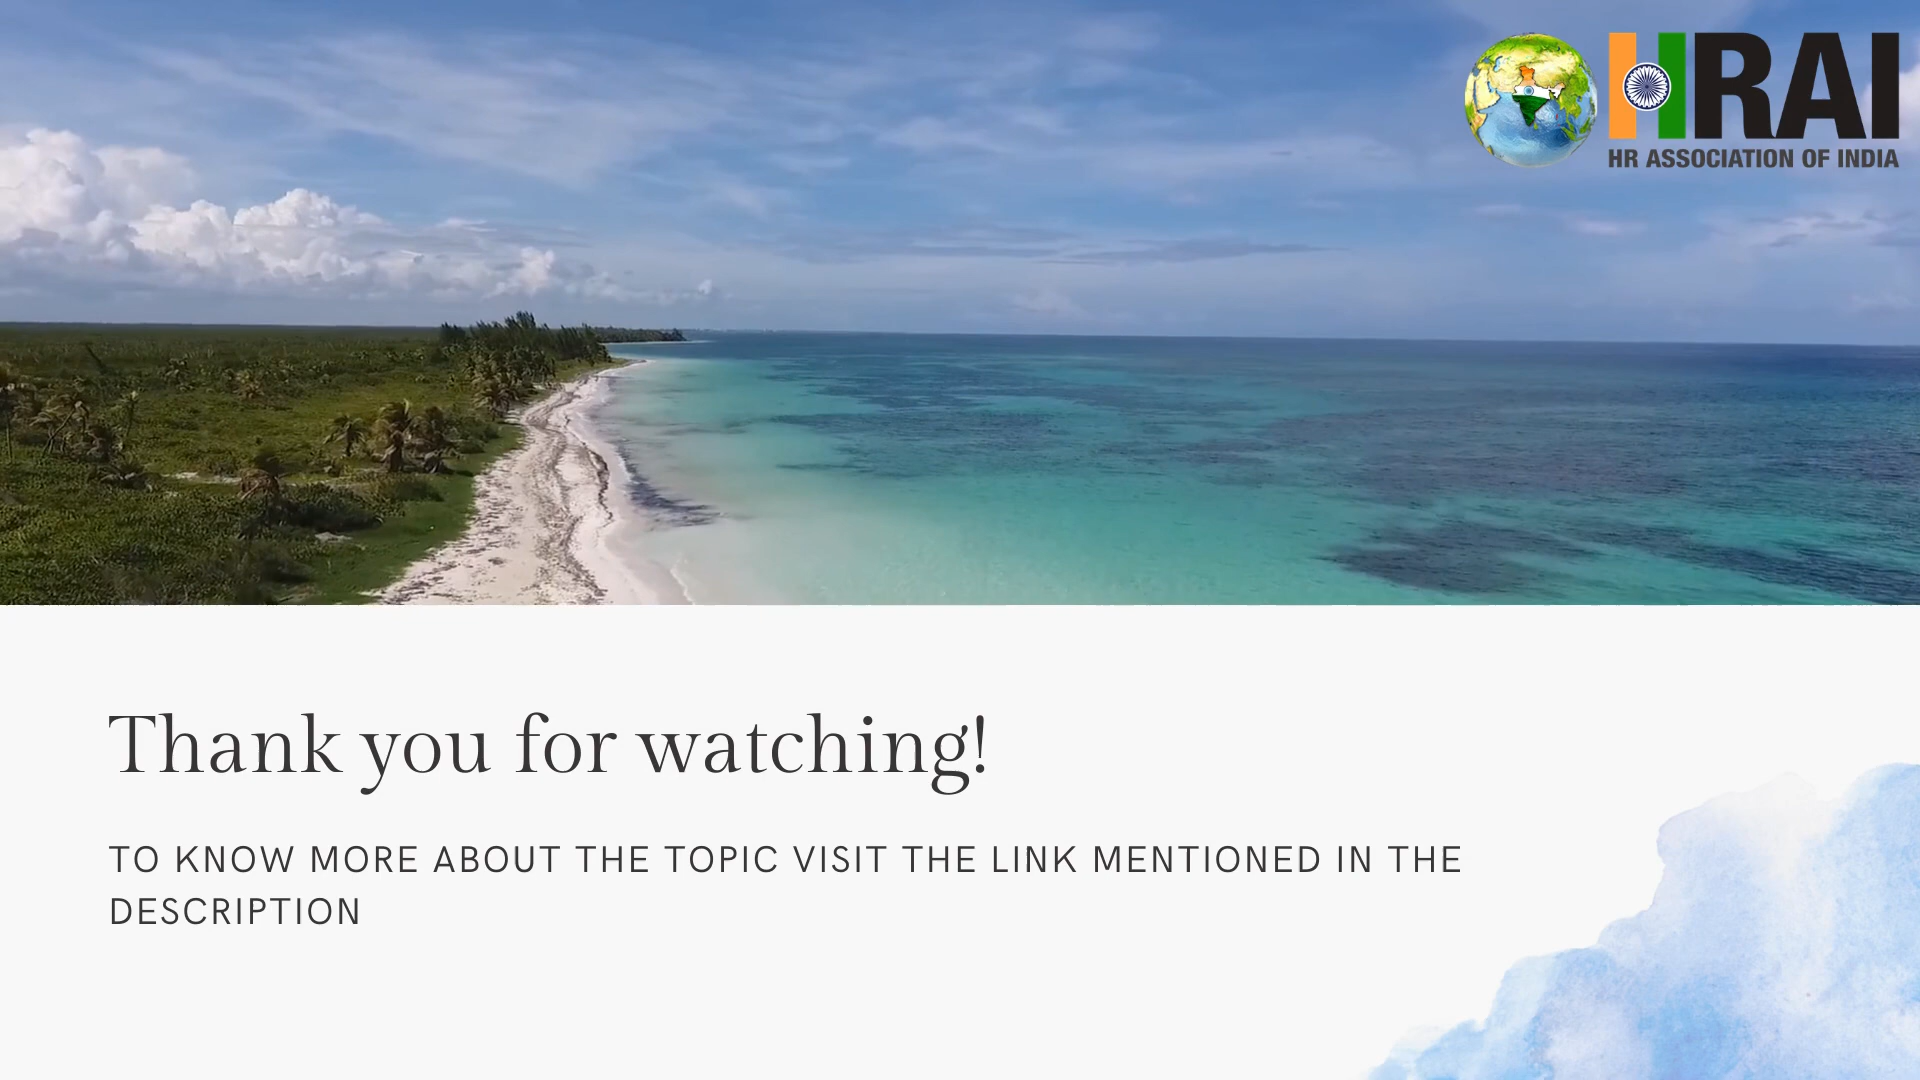 HRAI
HR ASSOCIATION OF INDIA
Thank you for watching!
TO KNOW MORE ABOUT THE TOPIC VISIT THE LINK MENTIONED IN THE
DESCRIPTION